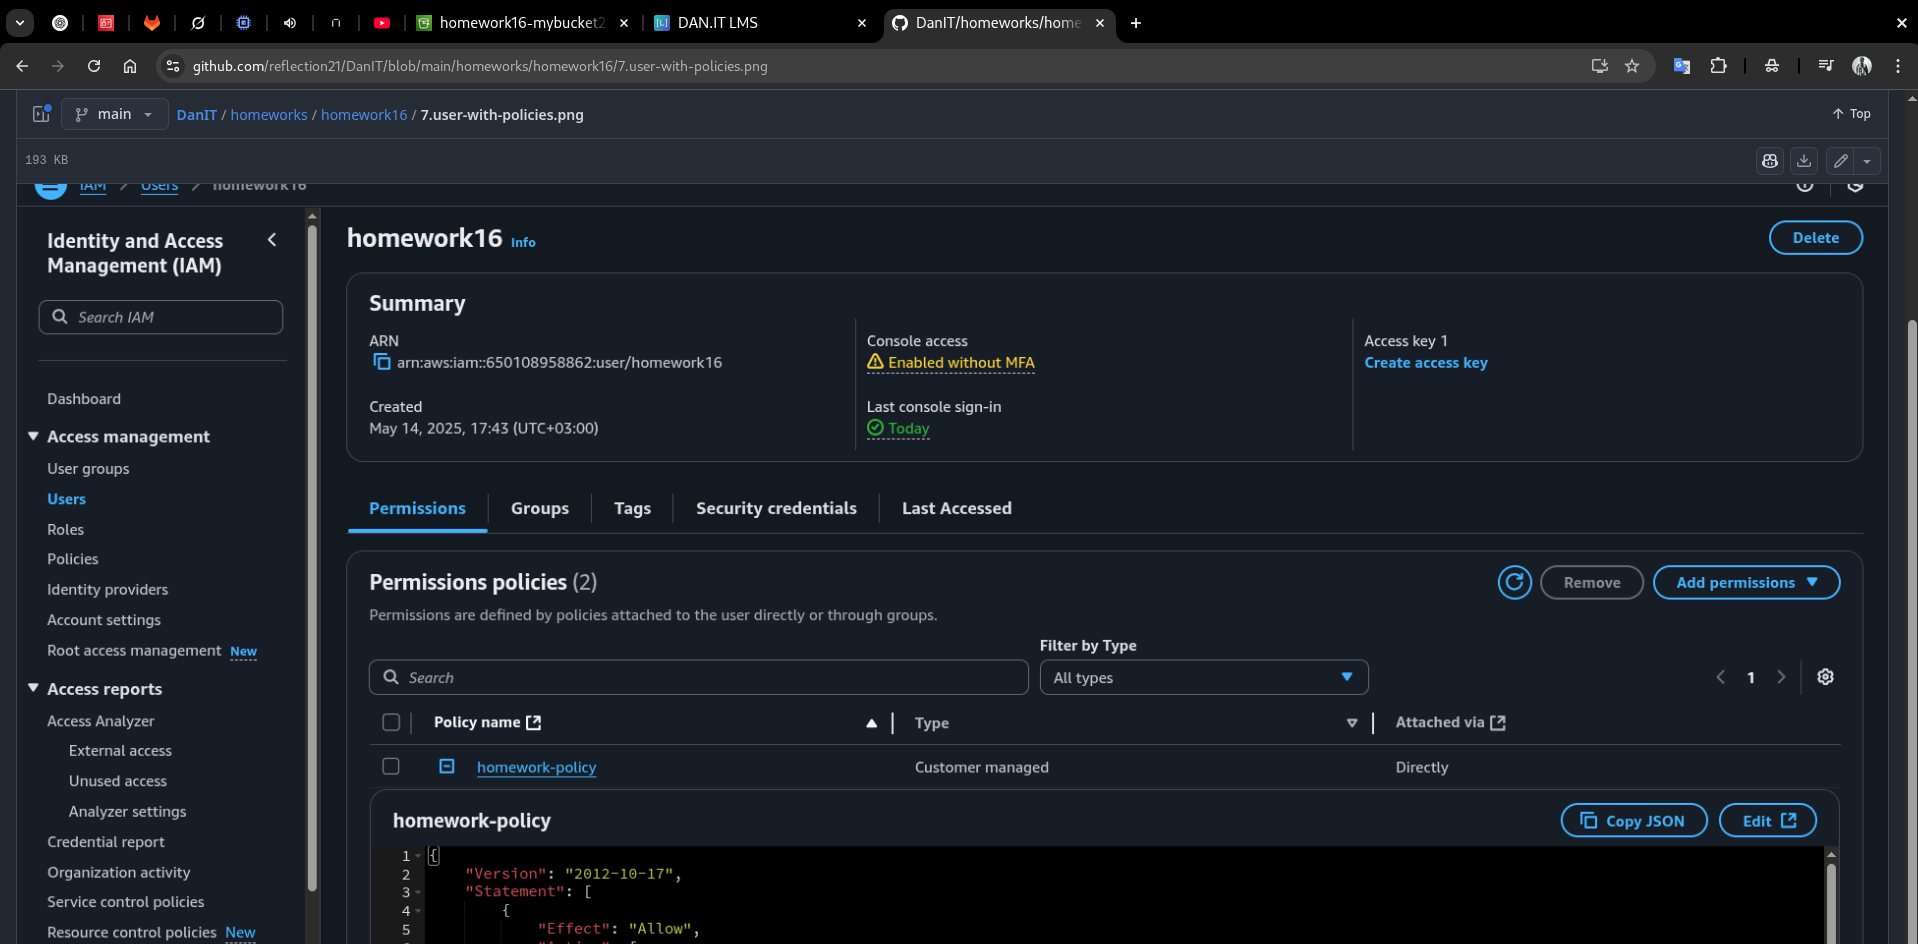 homework16-mybucket2
DAN.IT LMS
DanIT/homeworks/home
github.com/reflection21/DanIT/blob/main/homeworks/homework16/7.user-with-policies.png
main
DanIT / homeworks / homework16 / 7.user-with-policies.png
Top
193 KB
IAM / Users / homework16
Identity and Access
Management (IAM)
Search IAM
Dashboard
Access management
User groups
Users
Roles
Policies
Identity providers
Account settings
Root access management New
Access reports
Access Analyzer
External access
Unused access
Analyzer settings
Credential report
Organization activity
Service control policies
Resource control policies New
homework16 Info
Delete
Summary
ARN
arn:aws:iam::650108958862:user/homework16
Created
May 14, 2025, 17:43 (UTC+03:00)
Console access
Enabled without MFA
Last console sign-in
Today
Access key 1
Create access key
Permissions
Groups
Tags
Security credentials
Last Accessed
Permissions policies (2)
Remove
Add permissions
Permissions are defined by policies attached to the user directly or through groups.
Filter by Type
Search
All types
1
Policy name
Type
Attached via
homework-policy
Customer managed
Directly
homework-policy
Copy JSON
Edit
1 {
2 "Version": "2012-10-17",
3 "Statement": [
4 {
5 "Effect": "Allow",